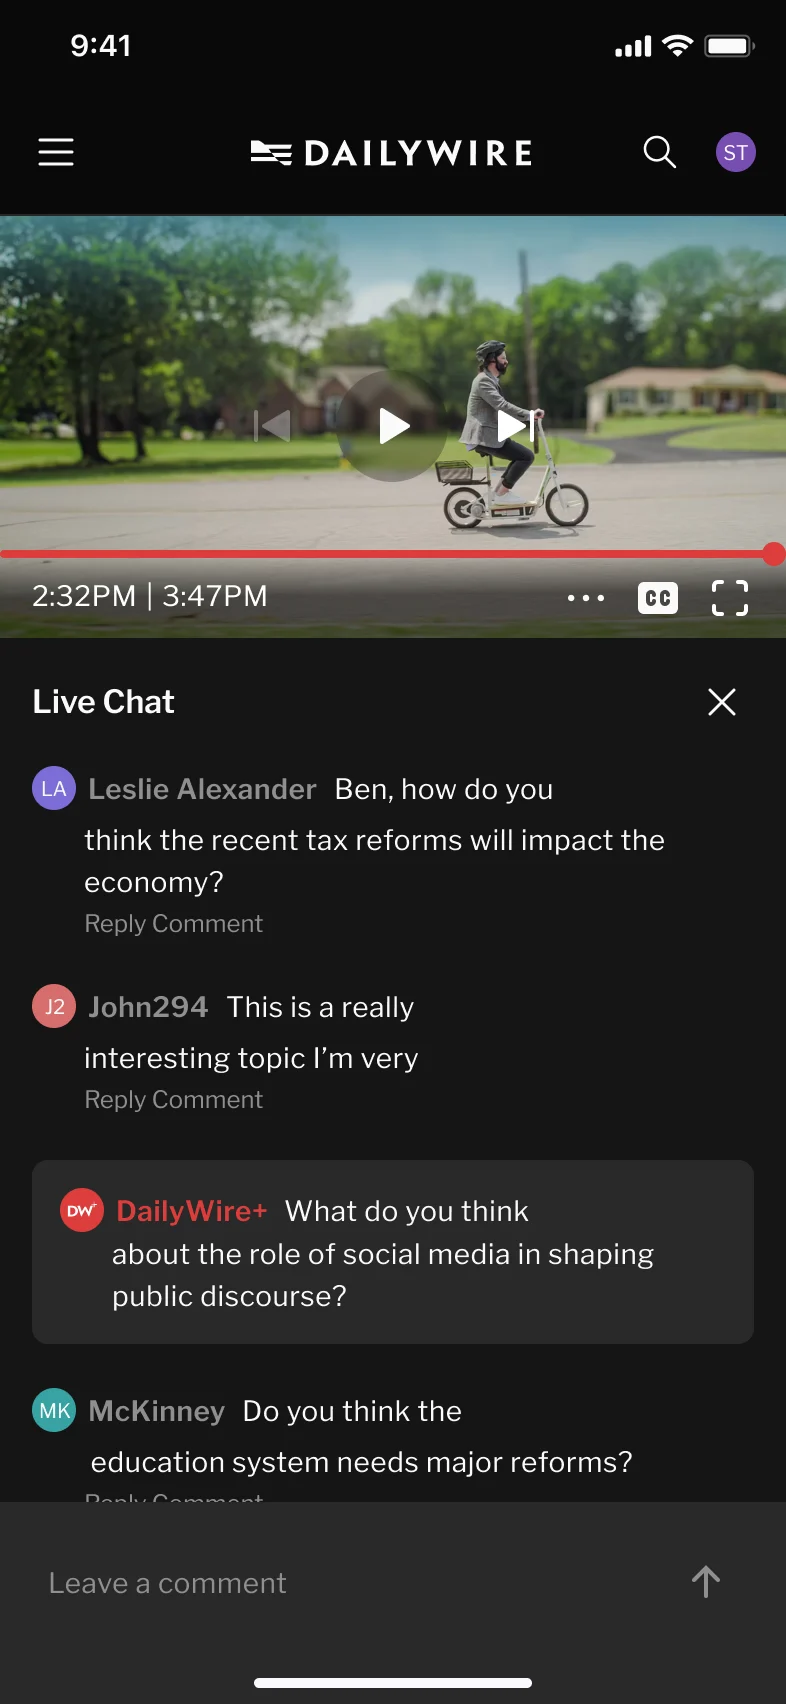 9:41
DAILYWIRE
ST
2:32PM | 3:47PM
CC
Live Chat
LA Leslie Alexander Ben, how do you
think the recent tax reforms will impact the
economy?
Reply Comment
J2 John294 This is a really
interesting topic I’m very
Reply Comment
DW+ DailyWire+ What do you think
about the role of social media in shaping
public discourse?
MK McKinney Do you think the
education system needs major reforms?
Reply Comment
Leave a comment